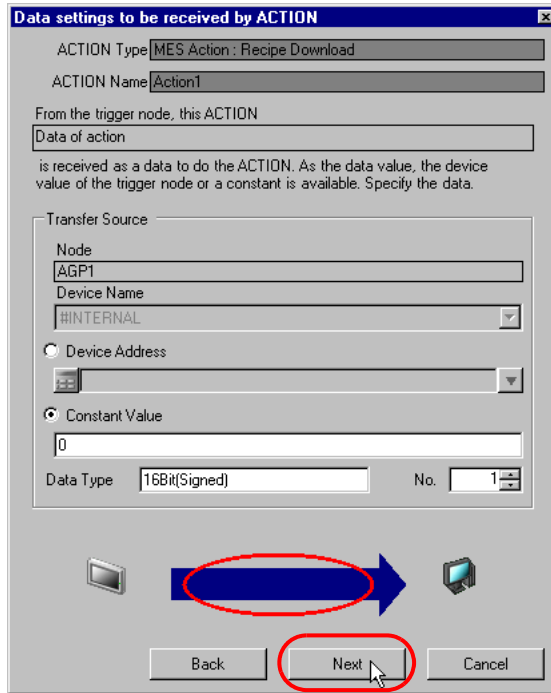 Data settings to be received by ACTION
ACTION Type MES Action : Recipe Download
ACTION Name Action1
From the trigger node, this ACTION
Data of action
is received as a data to do the ACTION. As the data value, the device
value of the trigger node or a constant is available. Specify the data.
Transfer Source
Node
AGP1
Device Name
#INTERNAL
Device Address
Constant Value
0
Data Type 16Bit(Signed) No. 1
Back Next Cancel